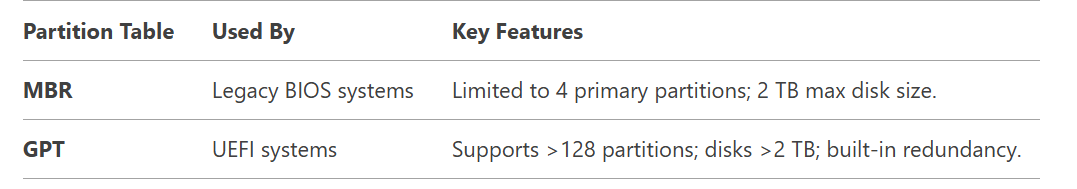 Partition Table Used By Key Features
MBR Legacy BIOS systems Limited to 4 primary partitions; 2 TB max disk size.
GPT UEFI systems Supports >128 partitions; disks >2 TB; built-in redundancy.